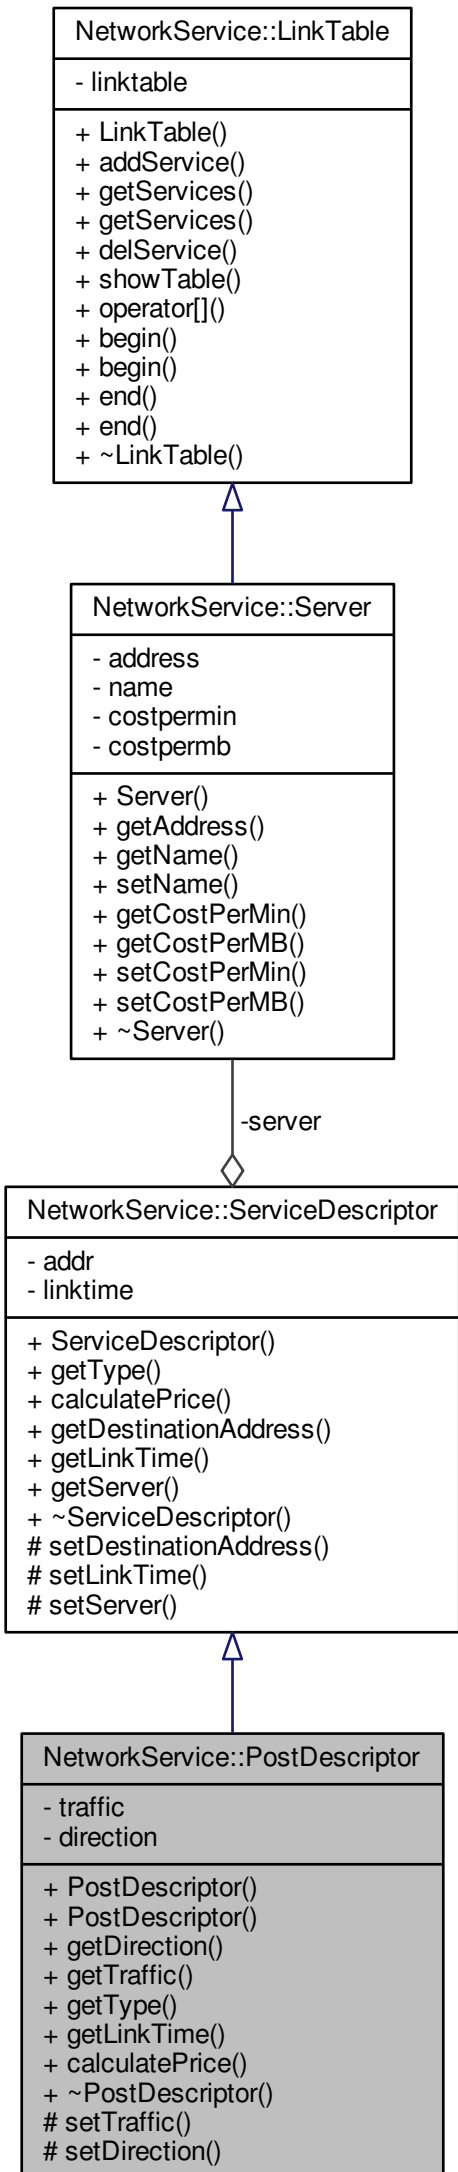 NetworkService::LinkTable
- linktable
+ LinkTable()
+ addService()
+ getServices()
+ getServices()
+ delService()
+ showTable()
+ operator[]()
+ begin()
+ begin()
+ end()
+ end()
+ ~LinkTable()
NetworkService::Server
- address
- name
- costpermin
- costpermb
+ Server()
+ getAddress()
+ getName()
+ setName()
+ getCostPerMin()
+ getCostPerMB()
+ setCostPerMin()
+ setCostPerMB()
+ ~Server()
-server
NetworkService::ServiceDescriptor
- addr
- linktime
+ ServiceDescriptor()
+ getType()
+ calculatePrice()
+ getDestinationAddress()
+ getLinkTime()
+ getServer()
+ ~ServiceDescriptor()
# setDestinationAddress()
# setLinkTime()
# setServer()
NetworkService::PostDescriptor
- traffic
- direction
+ PostDescriptor()
+ PostDescriptor()
+ getDirection()
+ getTraffic()
+ getType()
+ getLinkTime()
+ calculatePrice()
+ ~PostDescriptor()
# setTraffic()
# setDirection()